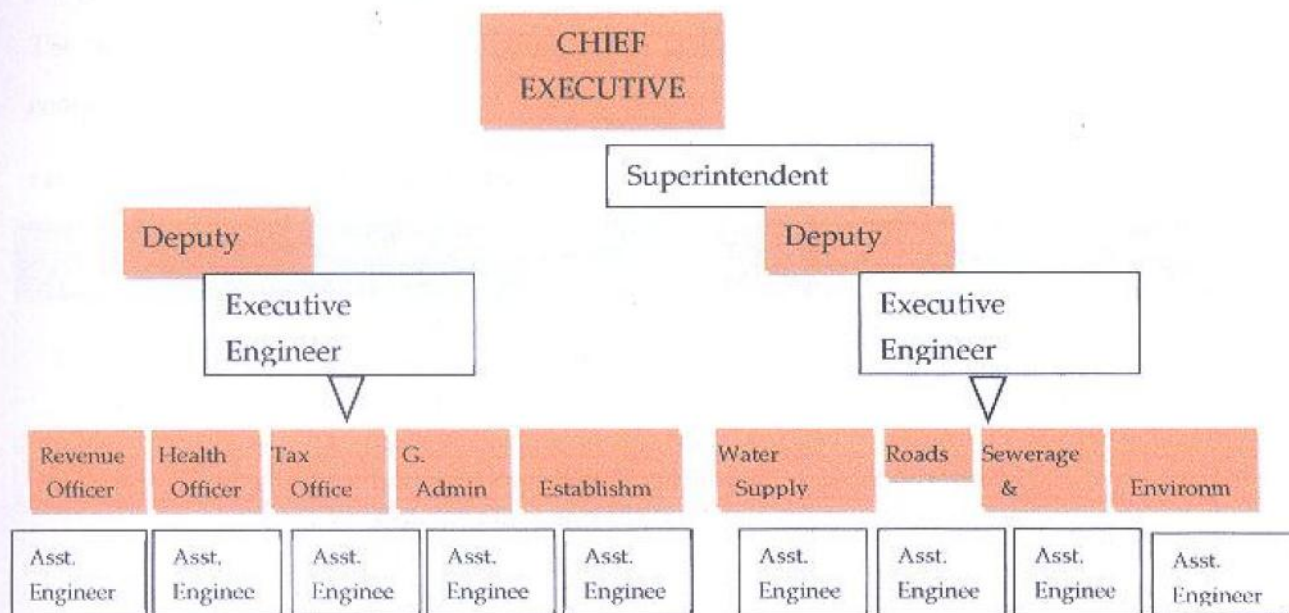 CHIEF
EXECUTIVE
Superintendent
Deputy
Deputy
Executive
Engineer
Executive
Engineer
Revenue
Officer
Health
Officer
Tax
Office
G.
Admin
Establishm
Water
Supply
Roads
Sewerage
&
Environm
Asst.
Engineer
Asst.
Enginee
Asst.
Enginee
Asst.
Enginee
Asst.
Enginee
Asst.
Enginee
Asst.
Enginee
Asst.
Enginee
Asst.
Engineer